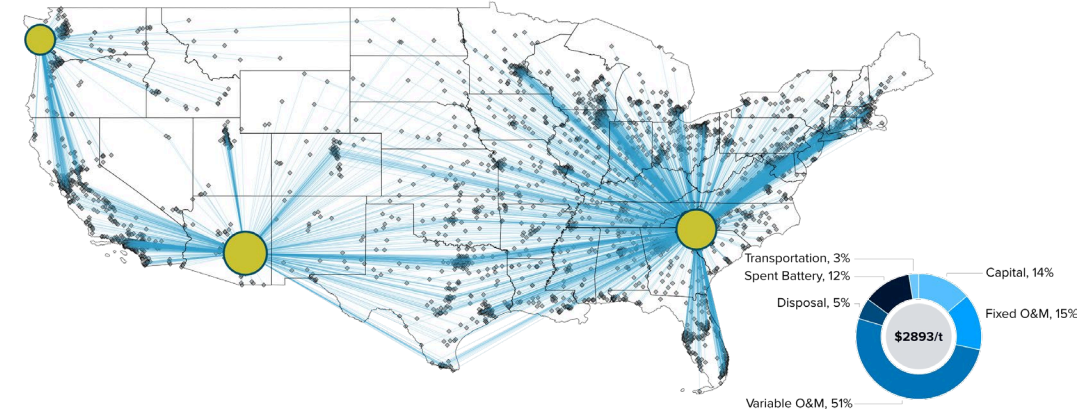 Transportation, 3%
Spent Battery, 12%
Capital, 14%
Disposal, 5%
Fixed O&M, 15%
$2893/t
Variable O&M, 51%